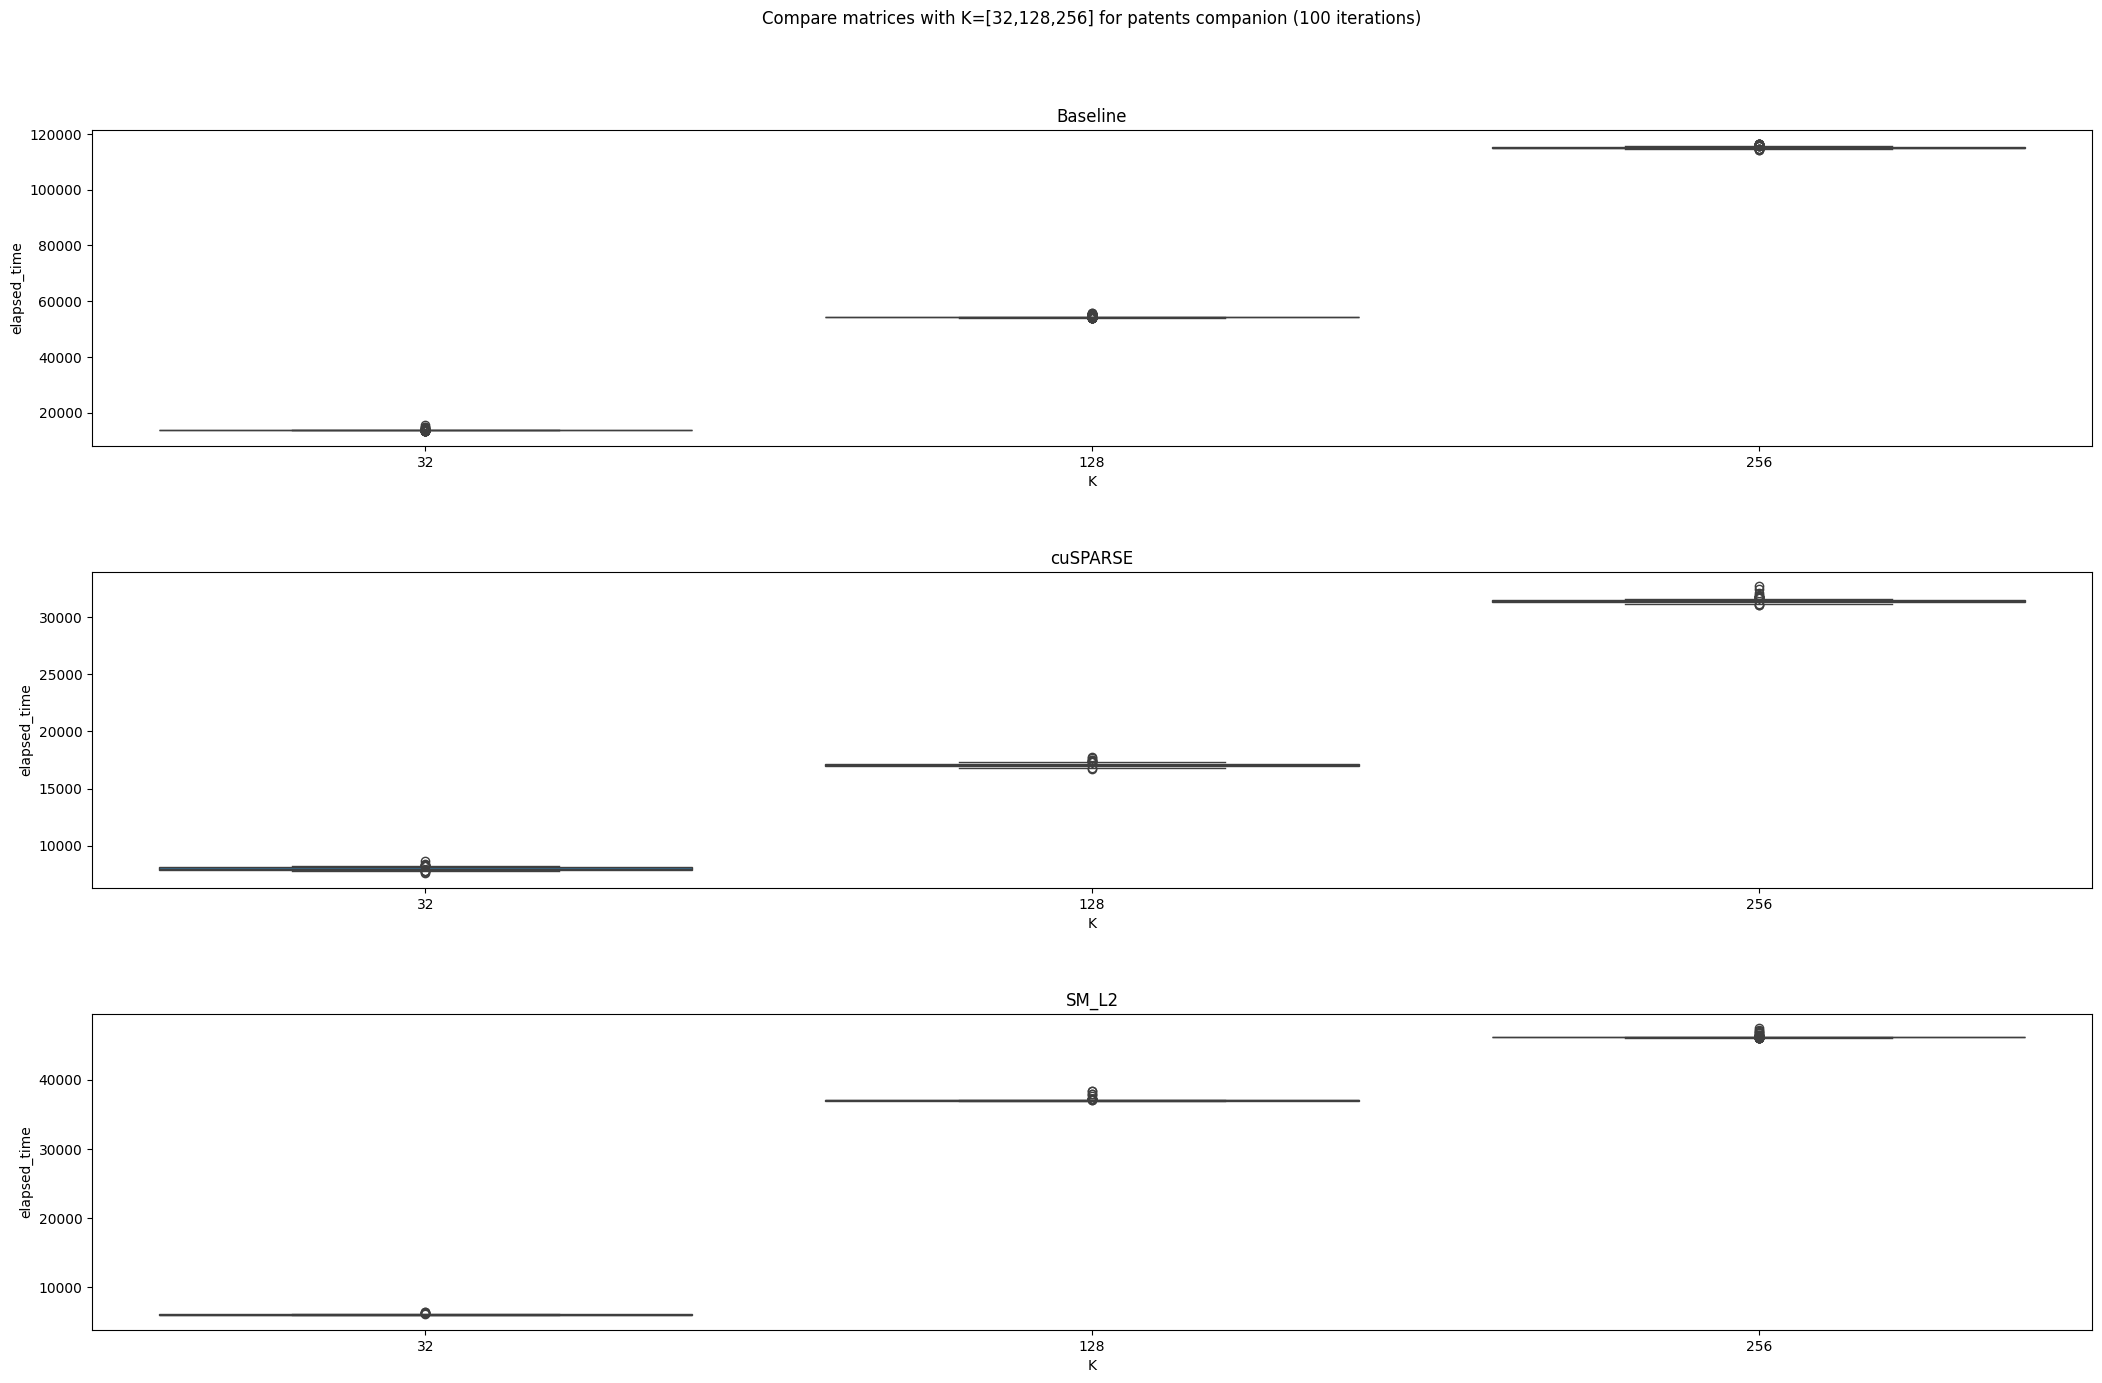 Compare matrices with K=[32,128,256] for patents companion (100 iterations)
Baseline
120000
100000
80000
60000
40000
20000
elapsed_time
32
128
256
K
cuSPARSE
30000
25000
20000
15000
10000
elapsed_time
32
128
256
K
SM_L2
40000
30000
20000
10000
elapsed_time
32
128
256
K